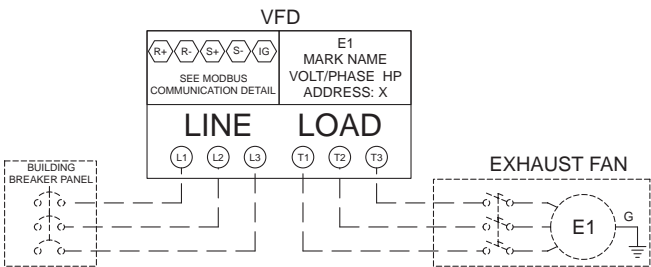 VFD
R+ R- S+ S- IG
SEE MODBUS
COMMUNICATION DETAIL
E1
MARK NAME
VOLT/PHASE HP
ADDRESS: X
LINE LOAD
L1 L2 L3 T1 T2 T3
BUILDING
BREAKER PANEL
EXHAUST FAN
E1
G